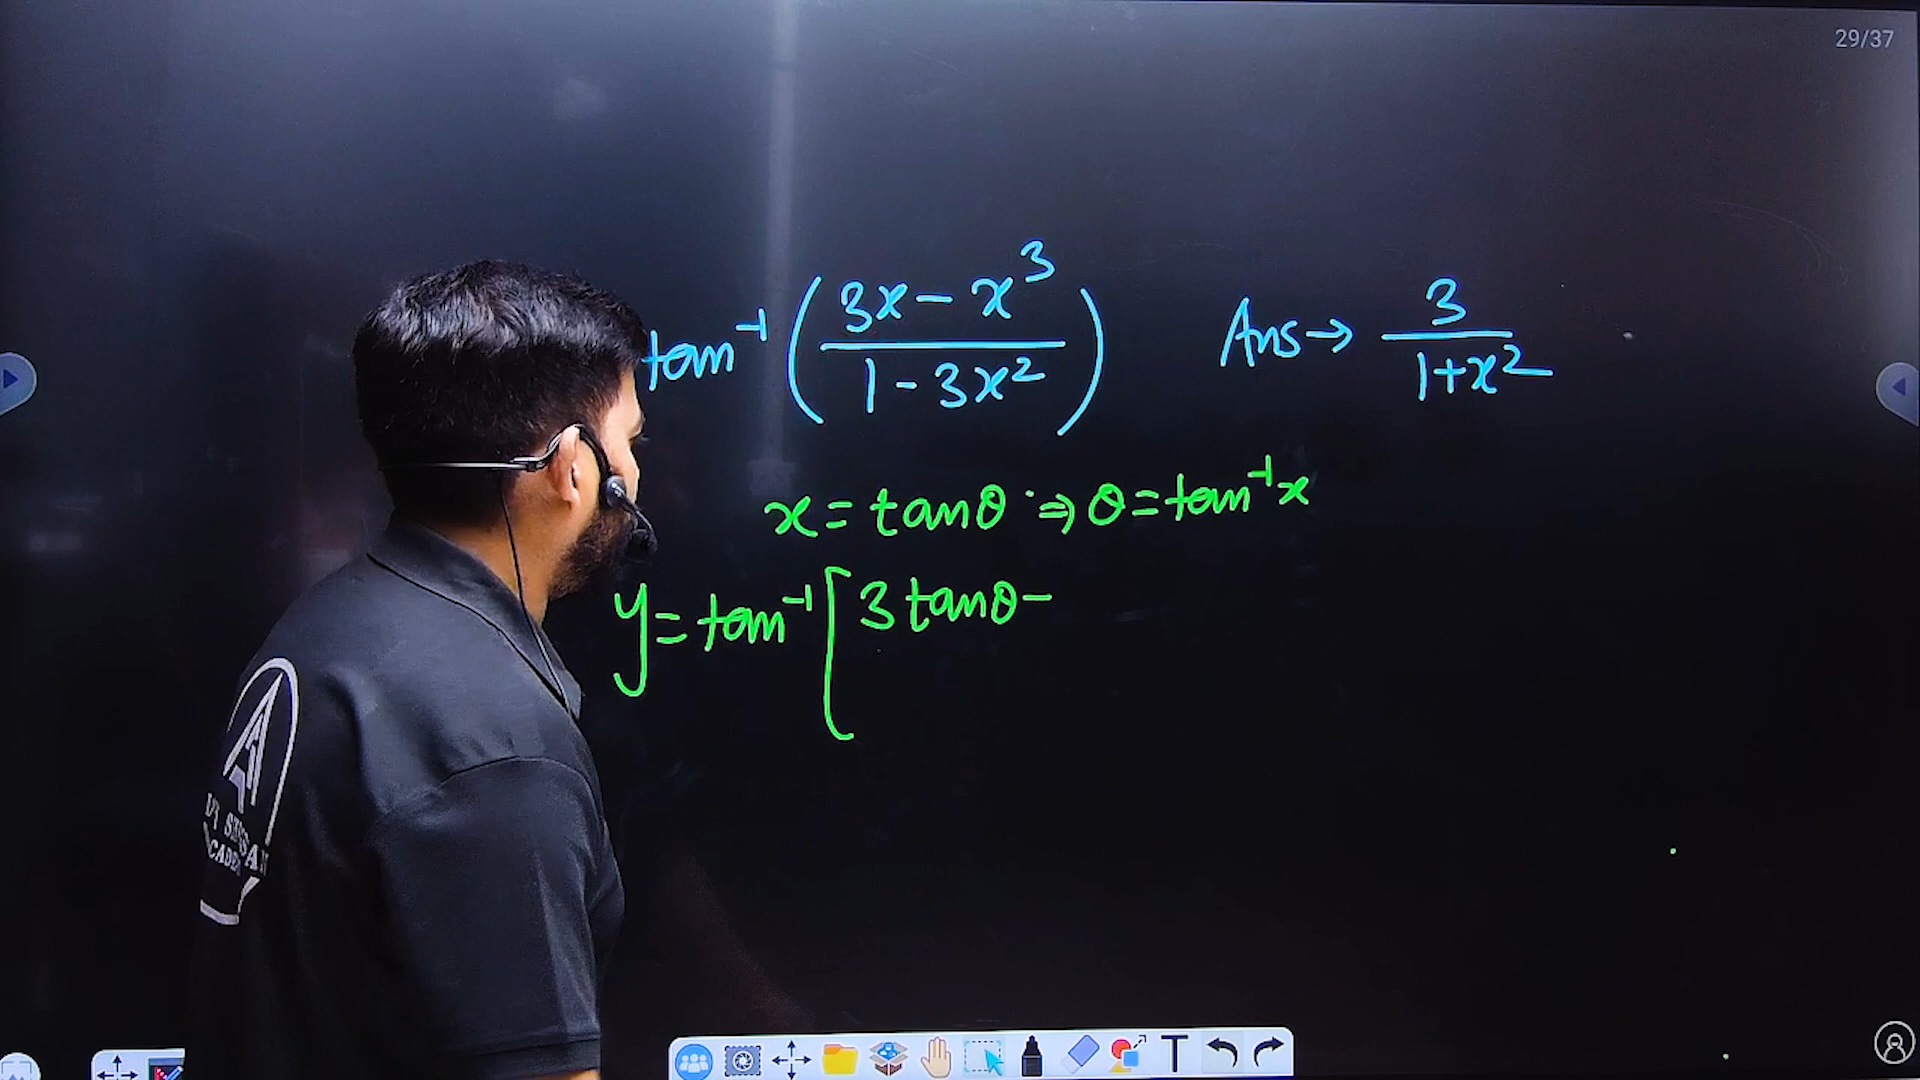 29/37
tan⁻¹ ( (3x - x³) / (1 - 3x²) ) Ans → 3 / (1+x²)
x = tanθ ⇒ θ = tan⁻¹x
y = tan⁻¹ [ 3 tanθ -